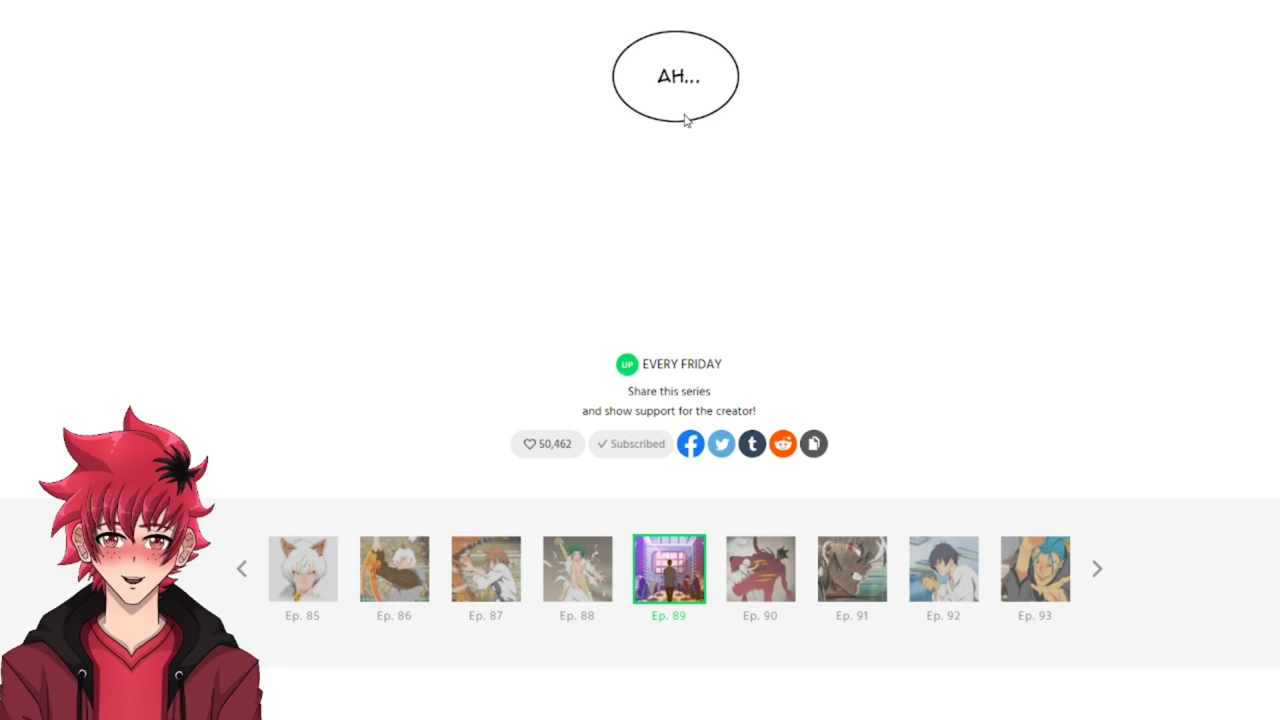 AH...
UP EVERY FRIDAY
Share this series
and show support for the creator!
50,462 Subscribed
Ep. 85 Ep. 86 Ep. 87 Ep. 88 Ep. 89 Ep. 90 Ep. 91 Ep. 92 Ep. 93